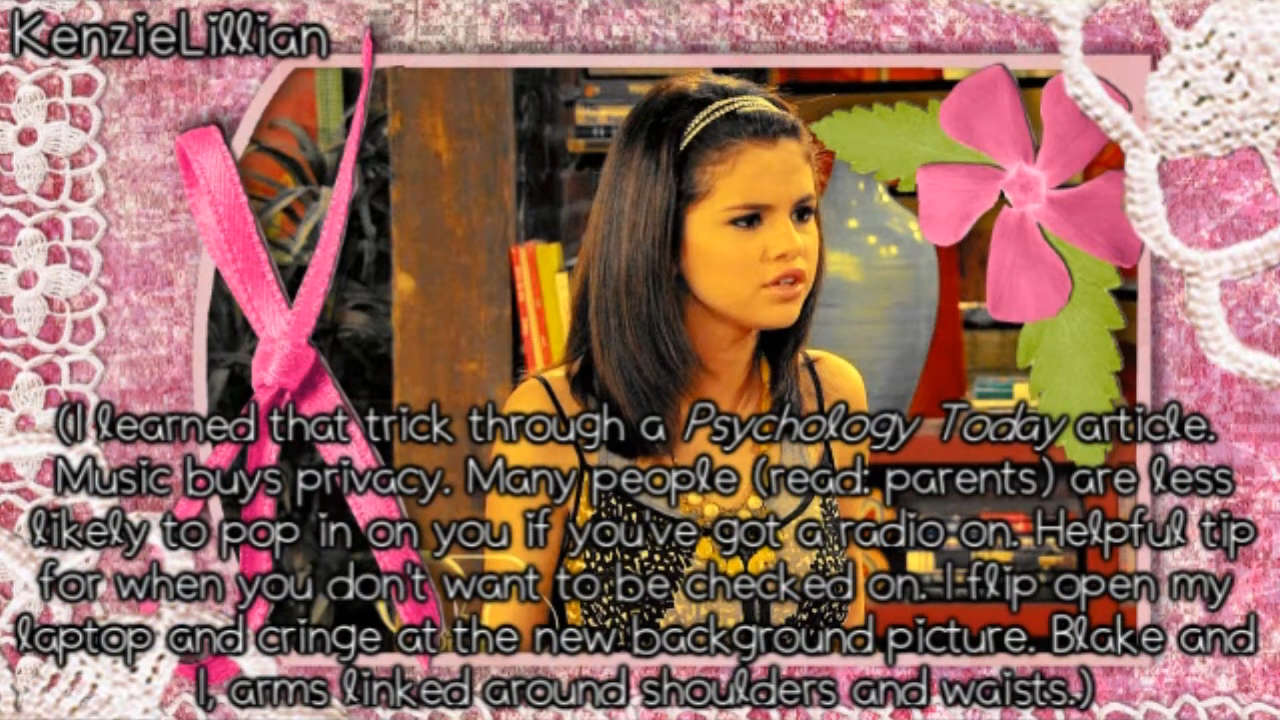 KenzieLillian
(I learned that trick through a Psychology Today article.
Music buys privacy. Many people (read: parents) are less
likely to pop in on you if you've got a radio on. Helpful tip
for when you don't want to be checked on. I flip open my
laptop and cringe at the new background picture. Blake and
I, arms linked around shoulders and waists.)